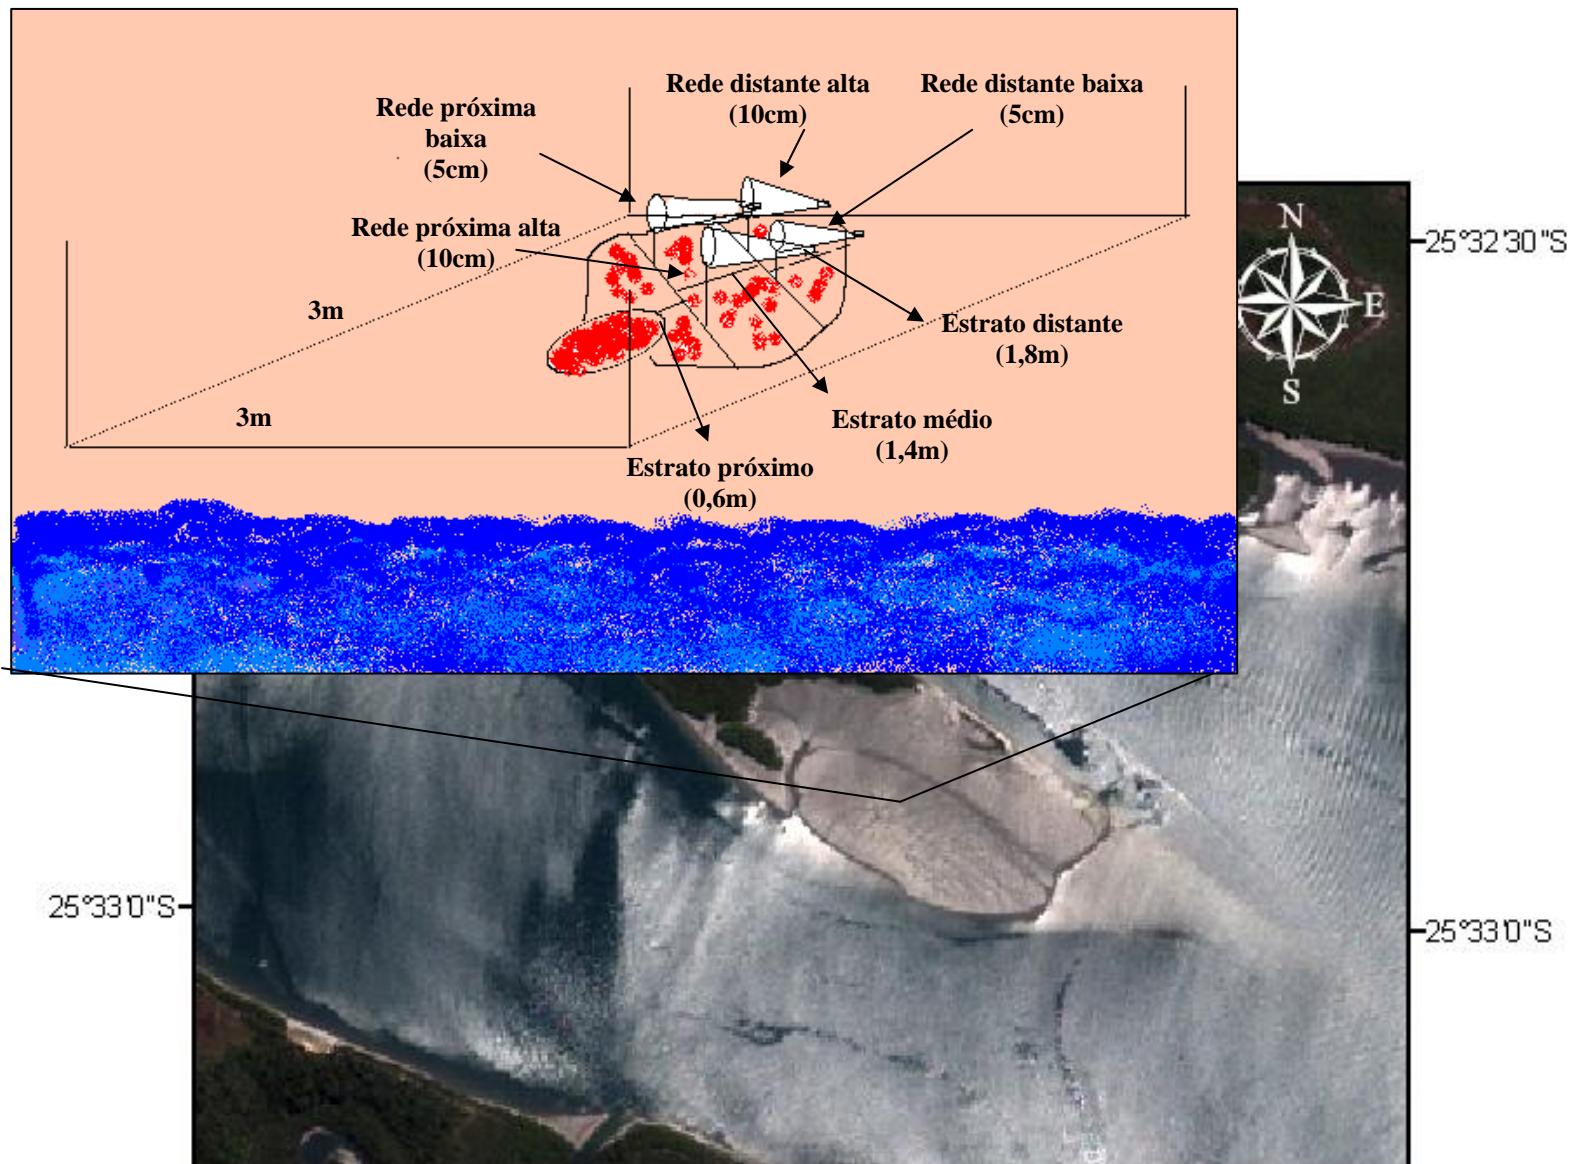 Rede distante alta
(10cm)
Rede distante baixa
(5cm)
Rede próxima
baixa
(5cm)
Rede próxima alta
(10cm)
3m
3m
Estrato distante
(1,8m)
Estrato médio
(1,4m)
Estrato próximo
(0,6m)
N
E
S
25°32'30"S
25°33'0"S
25°33'0"S